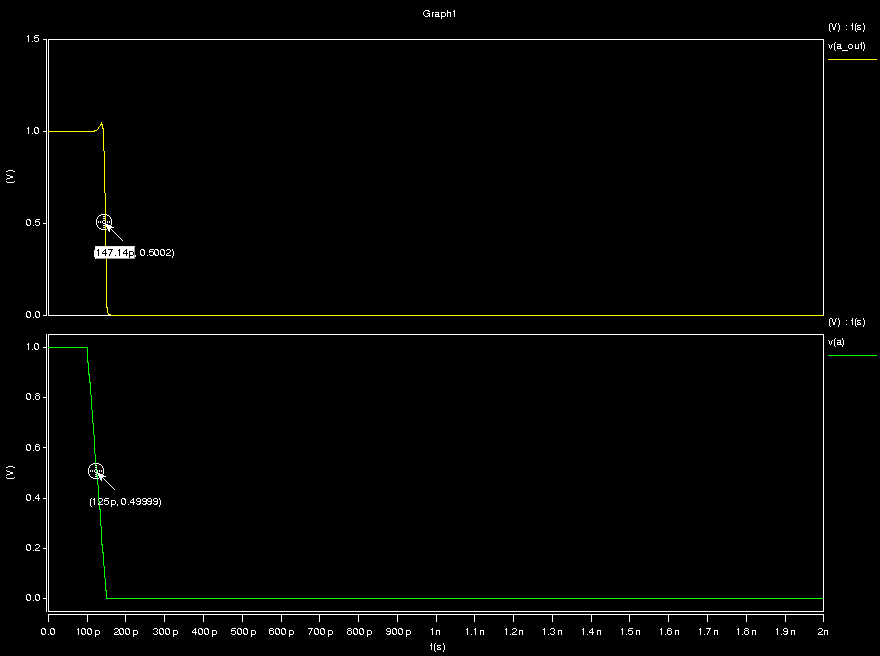 Graph1
(V) : t(s)
v(a_out)
1.5
1.0
0.5
0.0
(V)
(147.14p, 0.5002)
(V) : t(s)
v(a)
1.0
0.8
0.6
0.4
0.2
0.0
(V)
(125p, 0.49999)
0.0 100p 200p 300p 400p 500p 600p 700p 800p 900p 1n 1.1n 1.2n 1.3n 1.4n 1.5n 1.6n 1.7n 1.8n 1.9n 2n
t(s)